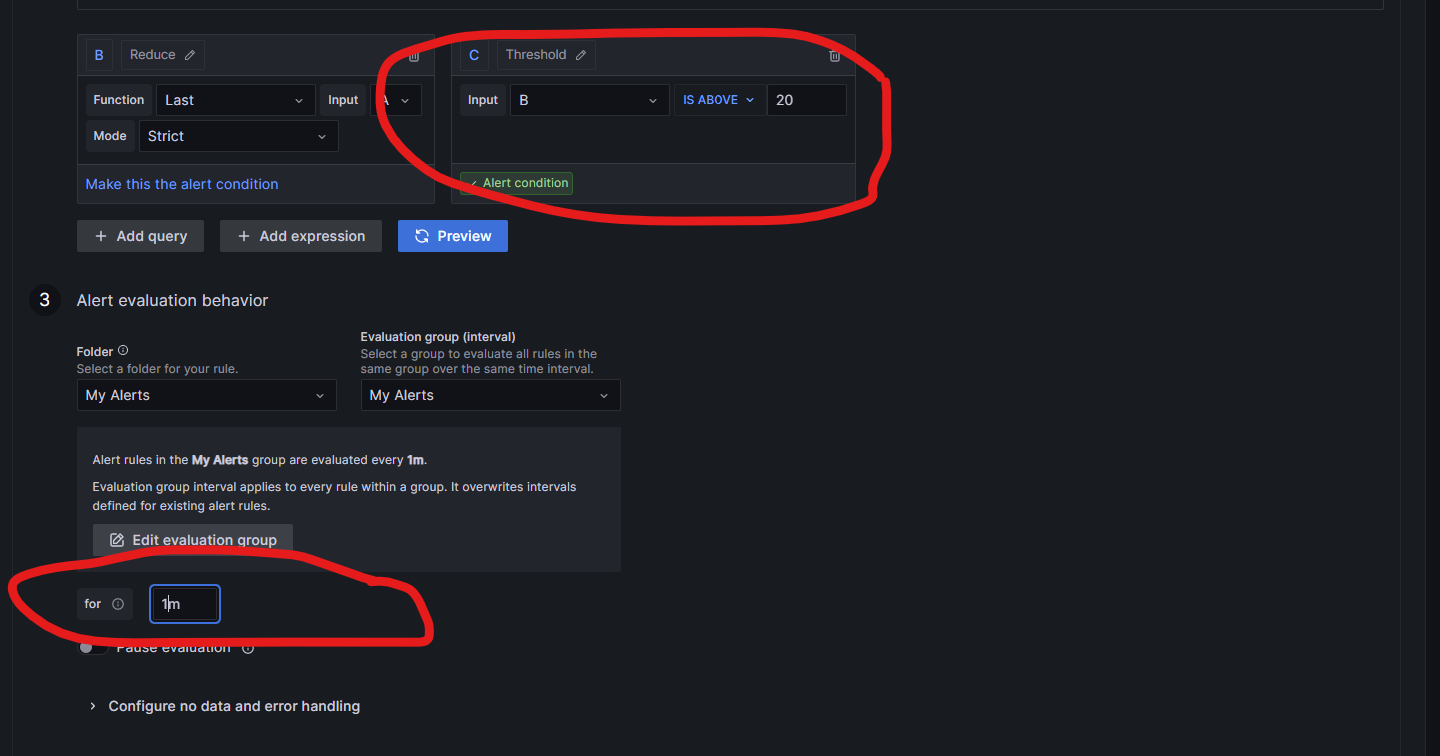 B Reduce
C Threshold
Function Last Input A
Input B IS ABOVE 20
Mode Strict
Make this the alert condition
Alert condition
+ Add query + Add expression Preview
3 Alert evaluation behavior
Folder
Select a folder for your rule.
My Alerts
Evaluation group (interval)
Select a group to evaluate all rules in the
same group over the same time interval.
My Alerts
Alert rules in the My Alerts group are evaluated every 1m.
Evaluation group interval applies to every rule within a group. It overwrites intervals
defined for existing alert rules.
Edit evaluation group
for 1m
Pause evaluation
Configure no data and error handling